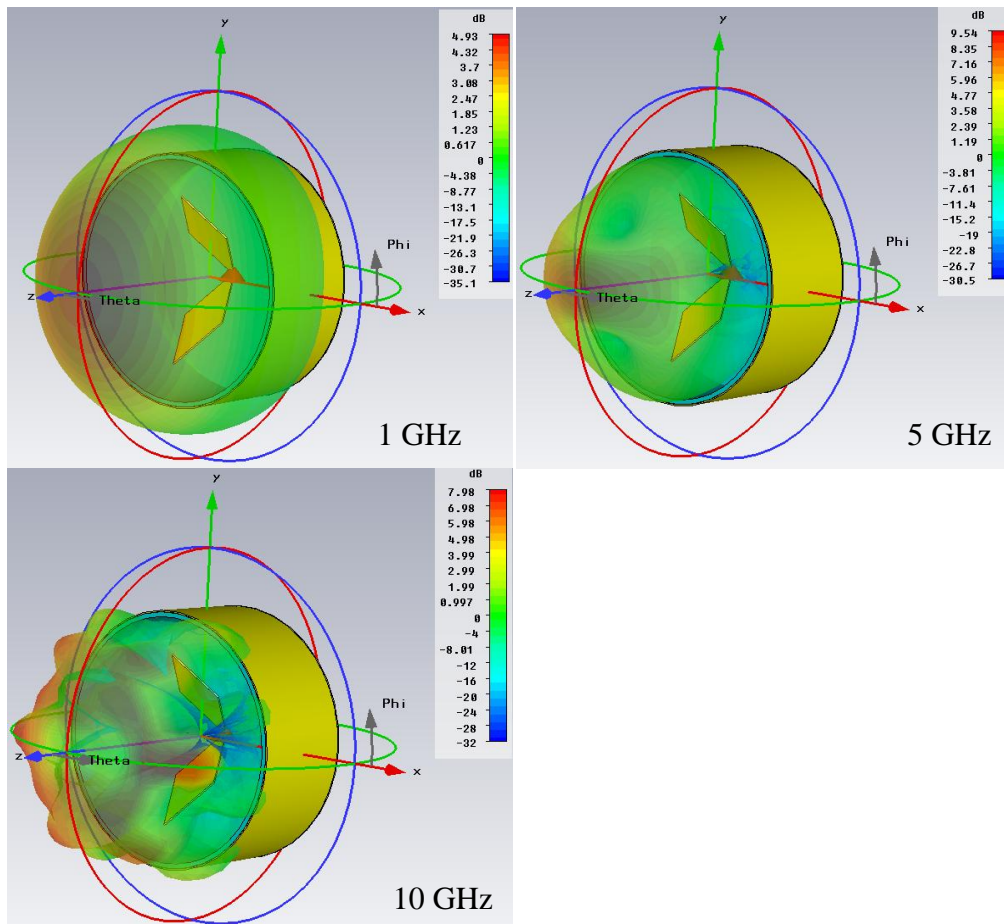 y
dB
4.93
4.32
3.7
3.08
2.47
1.85
1.23
0.617
0
-4.38
-8.77
-13.1
-17.5
-21.9
-26.3
-30.7
-35.1
Phi
z
Theta
x
1 GHz
y
dB
9.54
8.35
7.16
5.96
4.77
3.58
2.39
1.19
0
-3.81
-7.61
-11.4
-15.2
-19
-22.8
-26.7
-30.5
Phi
z
Theta
x
5 GHz
y
dB
7.98
6.98
5.98
4.98
3.99
2.99
1.99
0.997
0
-4
-8.01
-12
-16
-20
-24
-28
-32
Phi
z
Theta
x
10 GHz